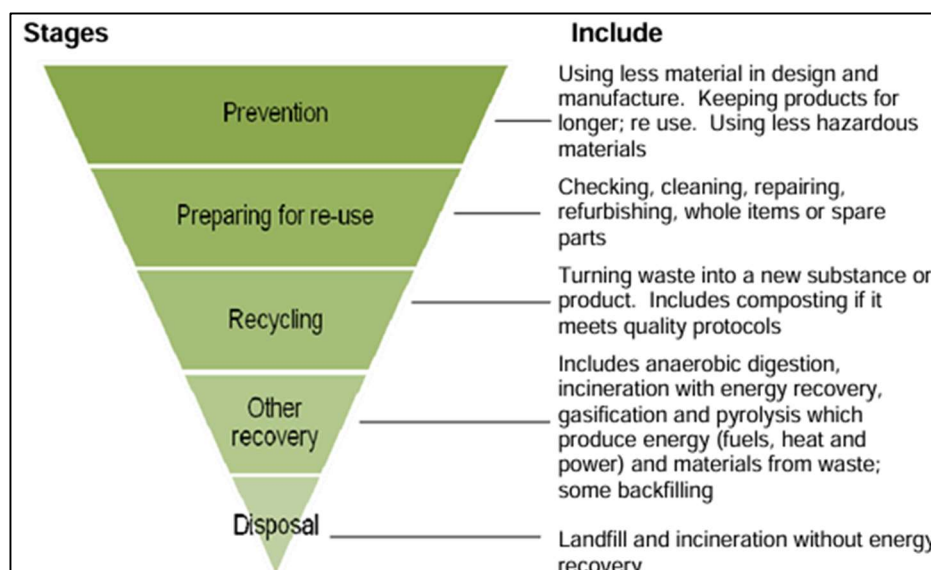 Stages
Include
Prevention
Using less material in design and
manufacture. Keeping products for
longer; re use. Using less hazardous
materials
Preparing for re-use
Checking, cleaning, repairing,
refurbishing, whole items or spare
parts
Recycling
Turning waste into a new substance or
product. Includes composting if it
meets quality protocols
Other
recovery
Includes anaerobic digestion,
incineration with energy recovery,
gasification and pyrolysis which
produce energy (fuels, heat and
power) and materials from waste;
some backfilling
Disposal
Landfill and incineration without energy
recovery